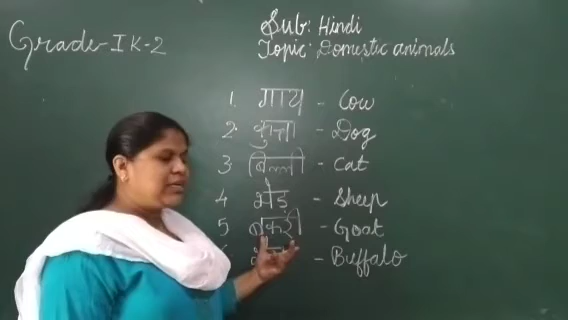 Grade-IK-2
Sub: Hindi
Topic: Domestic animals
1. गाय - Cow
2. कुत्ता - Dog
3 बिल्ली - Cat
4 भेड़ - Sheep
5 बकरी - Goat
- Buffalo